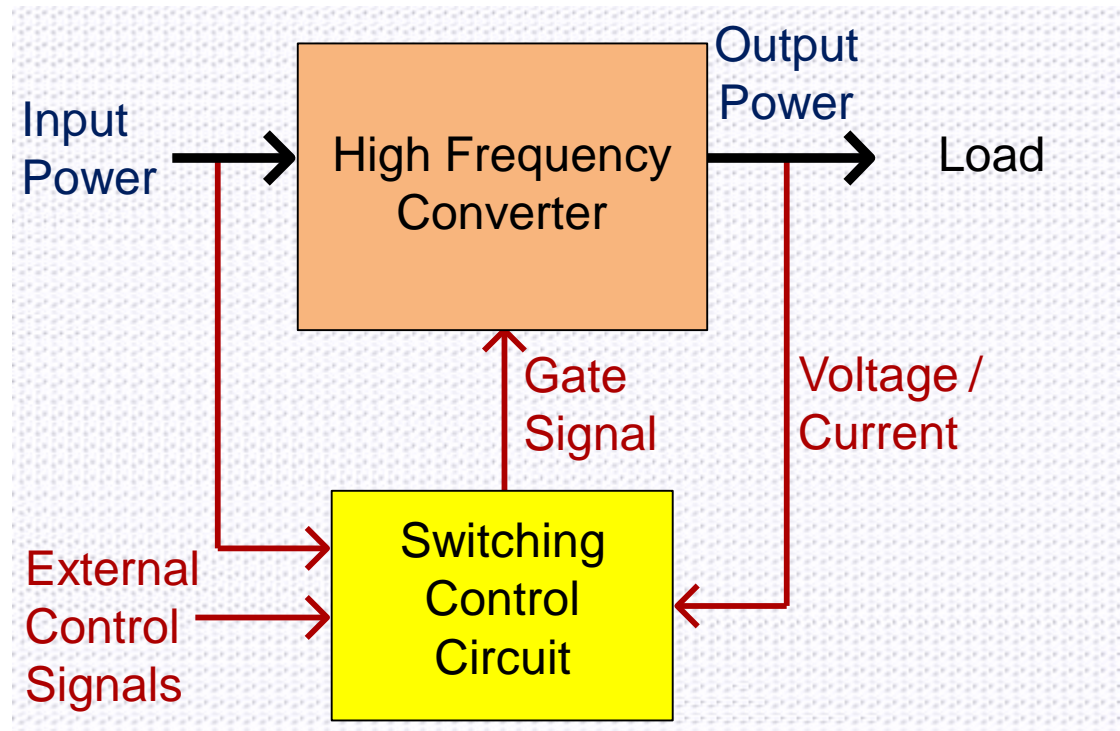 Output
Power
Input
Power
High Frequency
Converter
Load
Gate
Signal
Voltage /
Current
Switching
Control
Circuit
External
Control
Signals